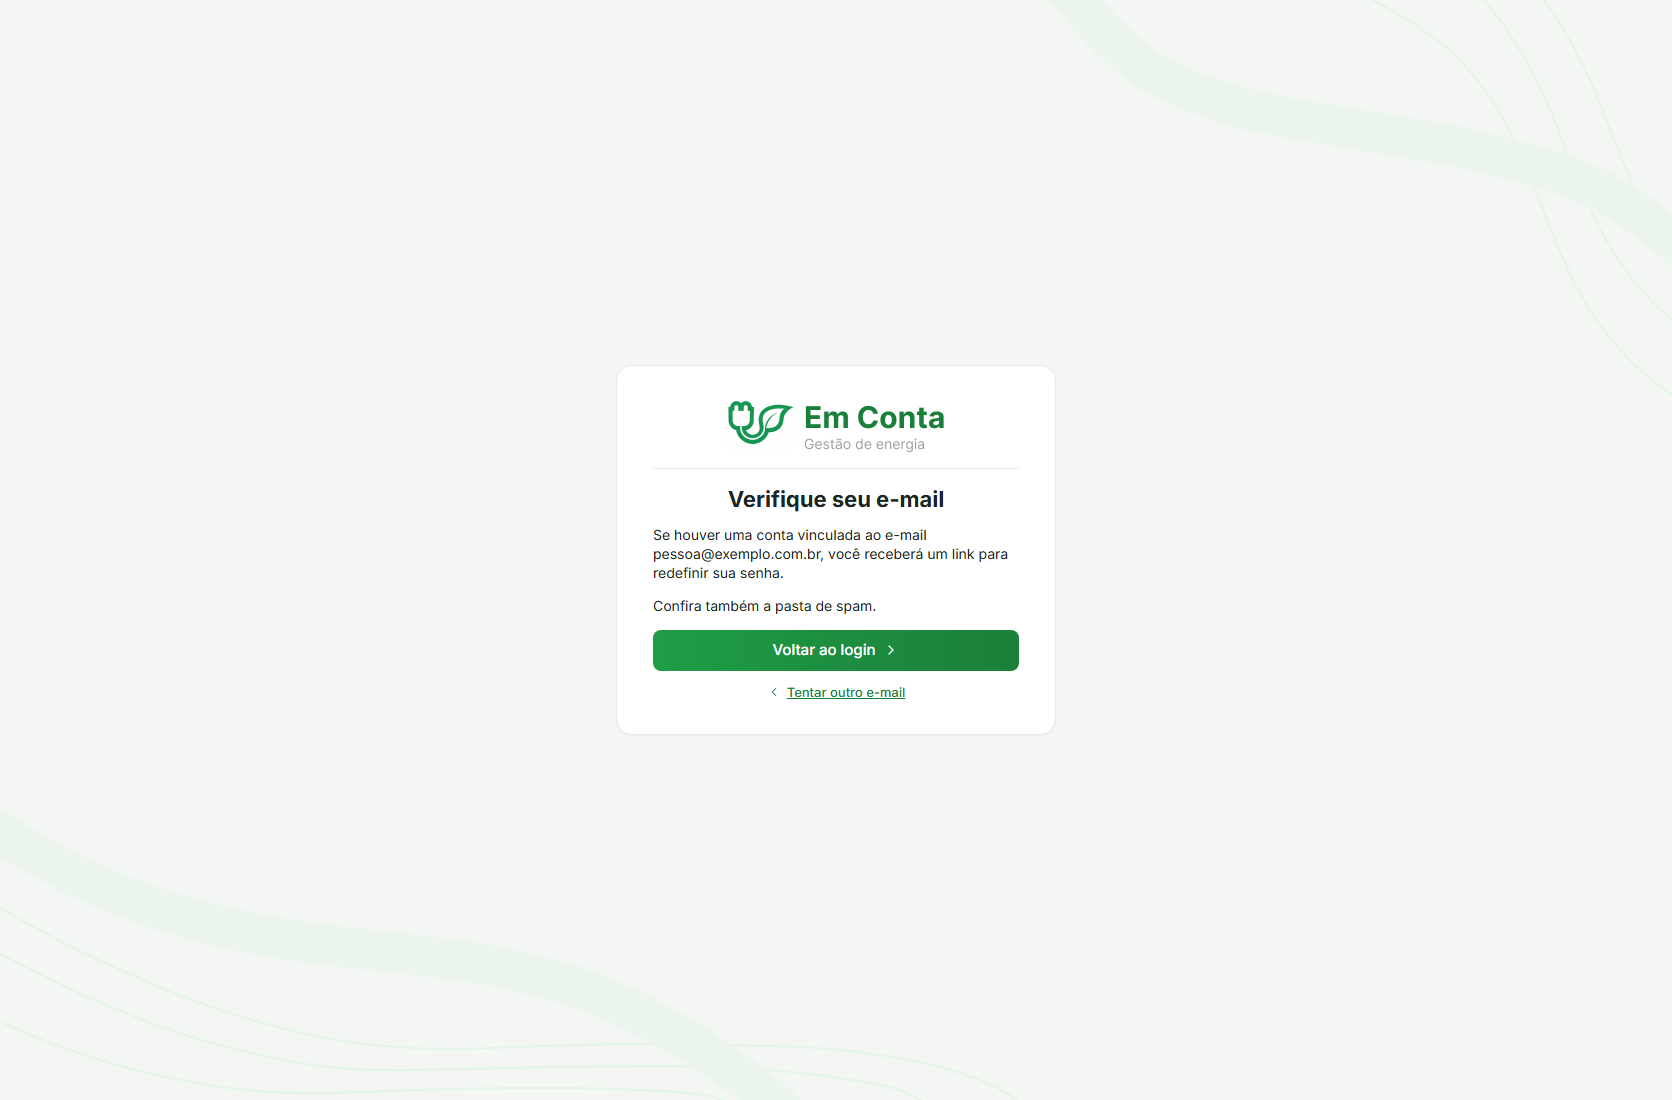 Em Conta
Gestão de energia
Verifique seu e-mail
Se houver uma conta vinculada ao e-mail
pessoa@exemplo.com.br, você receberá um link para
redefinir sua senha.
Confira também a pasta de spam.
Voltar ao login
Tentar outro e-mail